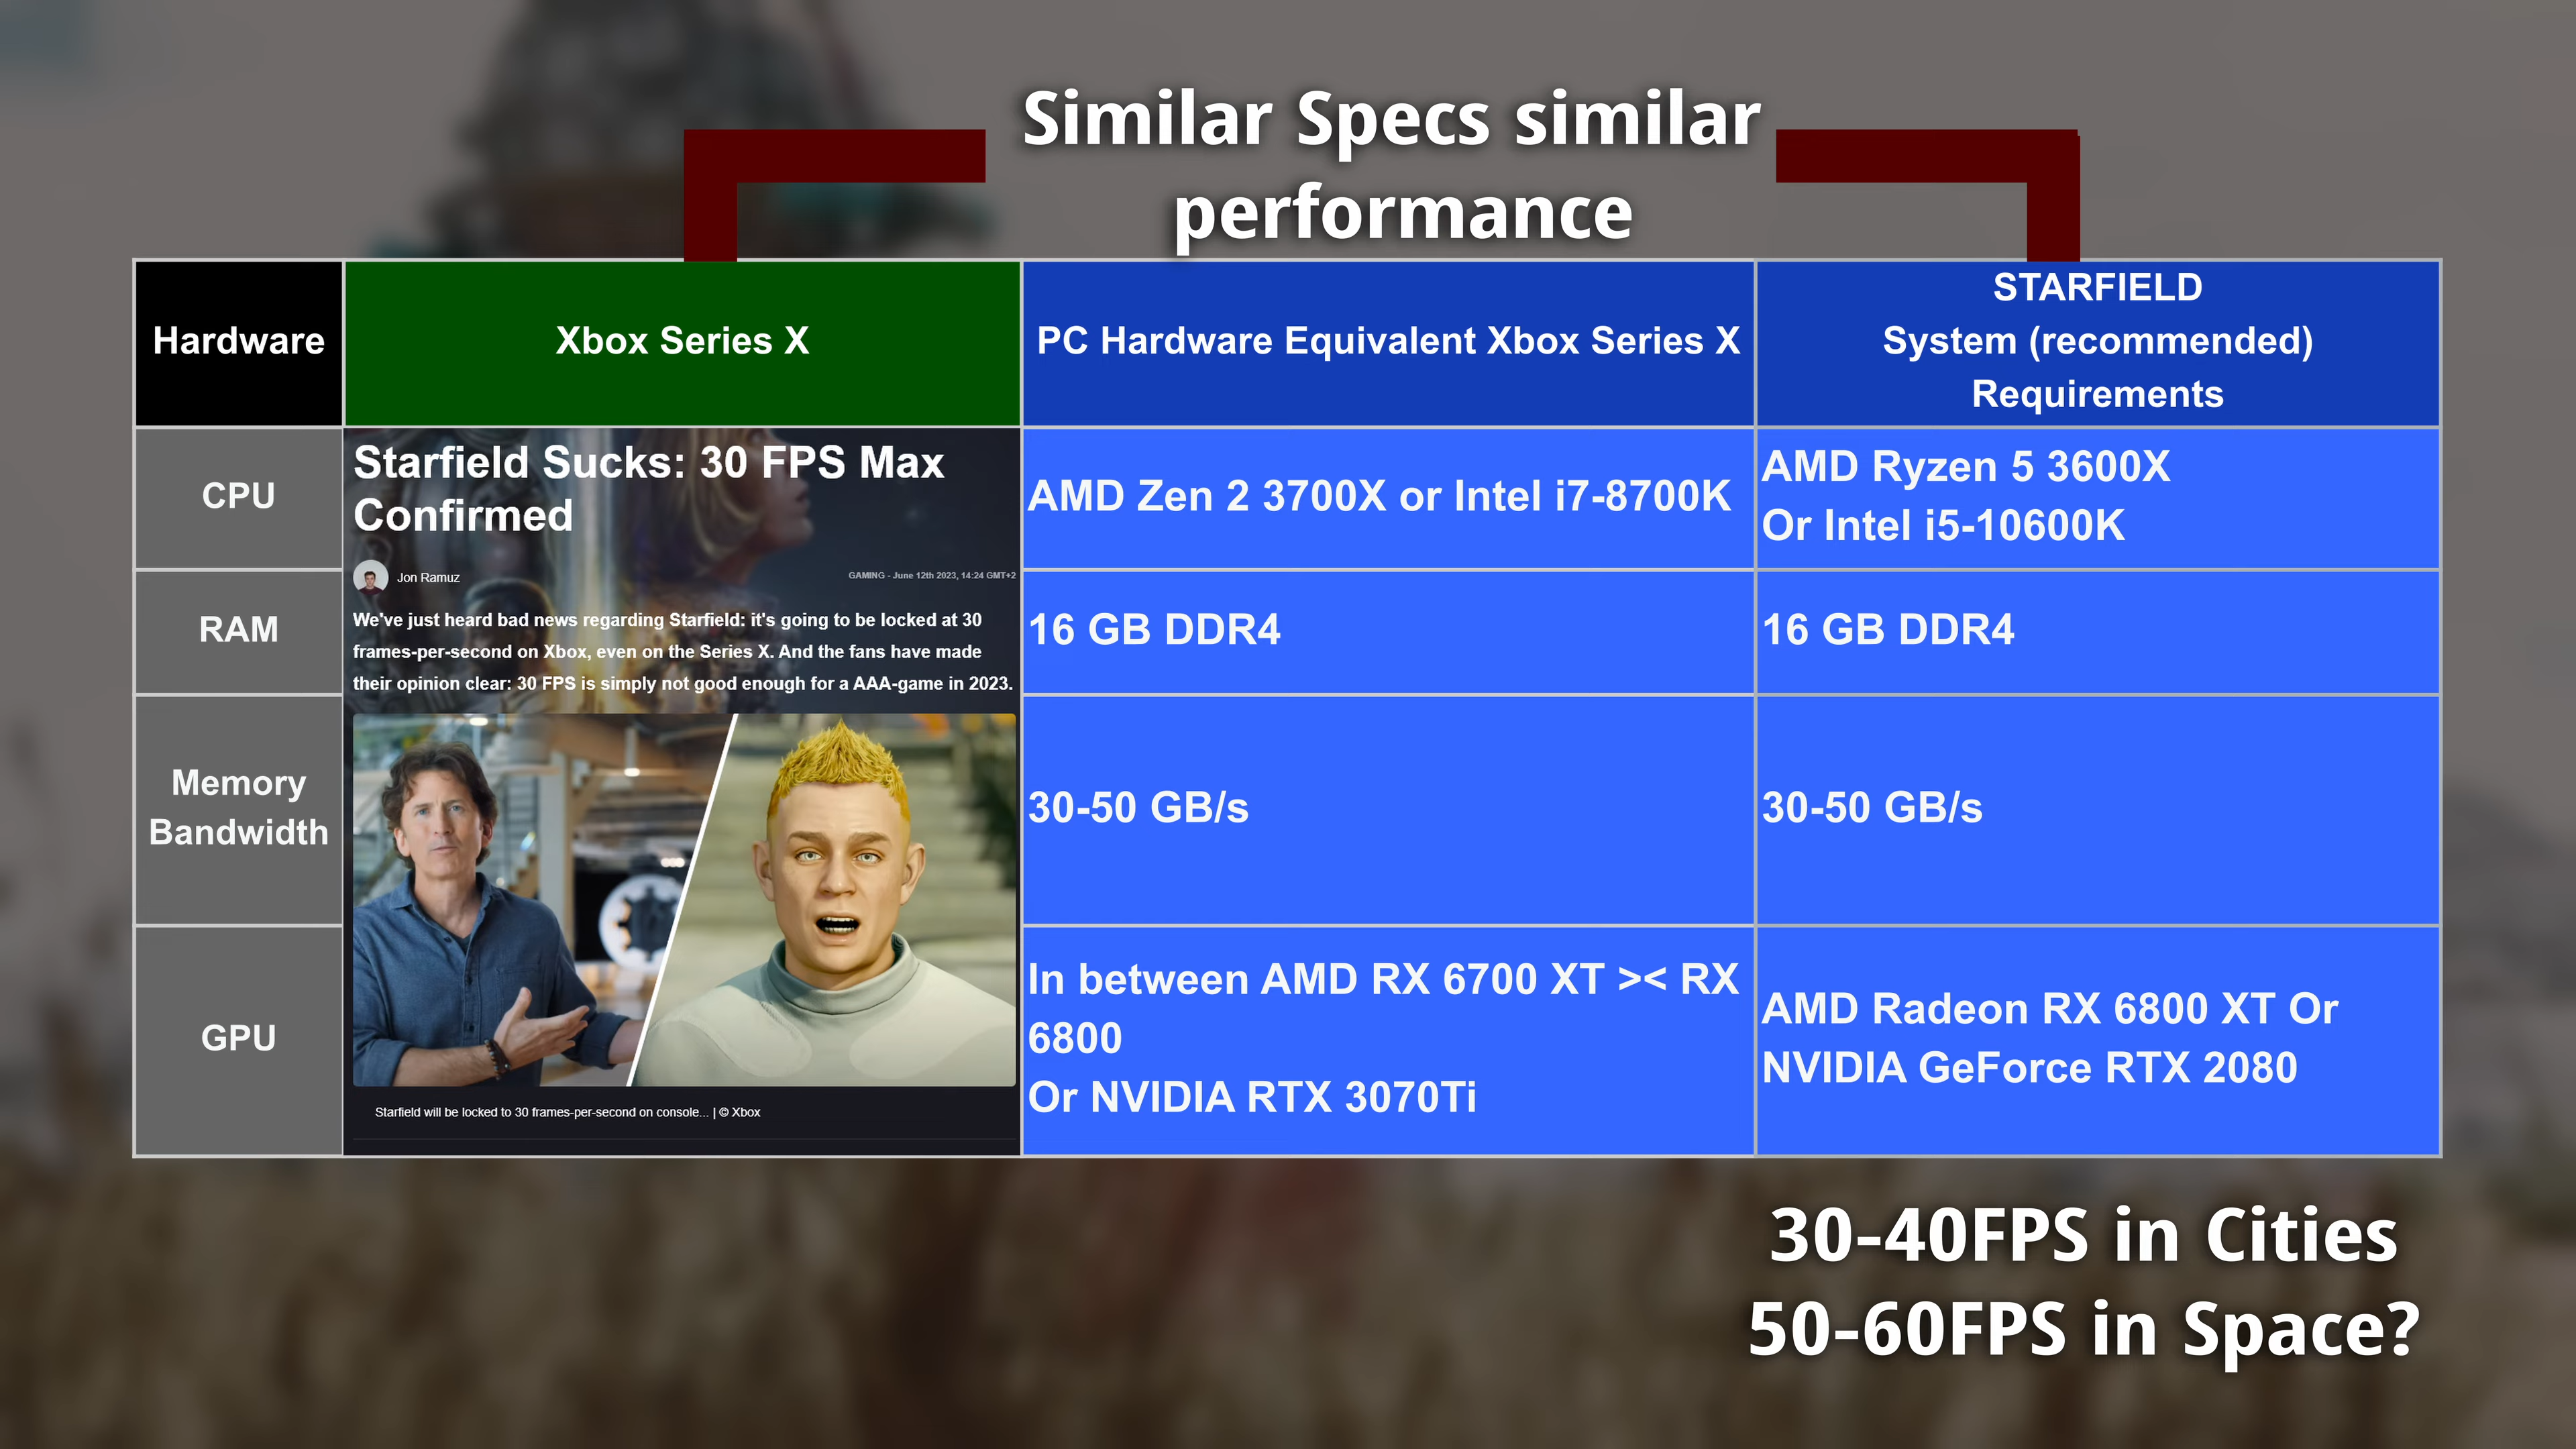 Similar Specs similar
performance
Hardware
Xbox Series X
PC Hardware Equivalent Xbox Series X
STARFIELD
System (recommended)
Requirements
CPU
Starfield Sucks: 30 FPS Max
Confirmed
Jon Ramuz
GAMING - June 12th 2023, 14:24 GMT+2
AMD Zen 2 3700X or Intel i7-8700K
AMD Ryzen 5 3600X
Or Intel i5-10600K
RAM
We've just heard bad news regarding Starfield: it's going to be locked at 30
frames-per-second on Xbox, even on the Series X. And the fans have made
their opinion clear: 30 FPS is simply not good enough for a AAA-game in 2023.
16 GB DDR4
16 GB DDR4
Memory
Bandwidth
30-50 GB/s
30-50 GB/s
GPU
Starfield will be locked to 30 frames-per-second on console... | © Xbox
In between AMD RX 6700 XT >< RX
6800
Or NVIDIA RTX 3070Ti
AMD Radeon RX 6800 XT Or
NVIDIA GeForce RTX 2080
30-40FPS in Cities
50-60FPS in Space?